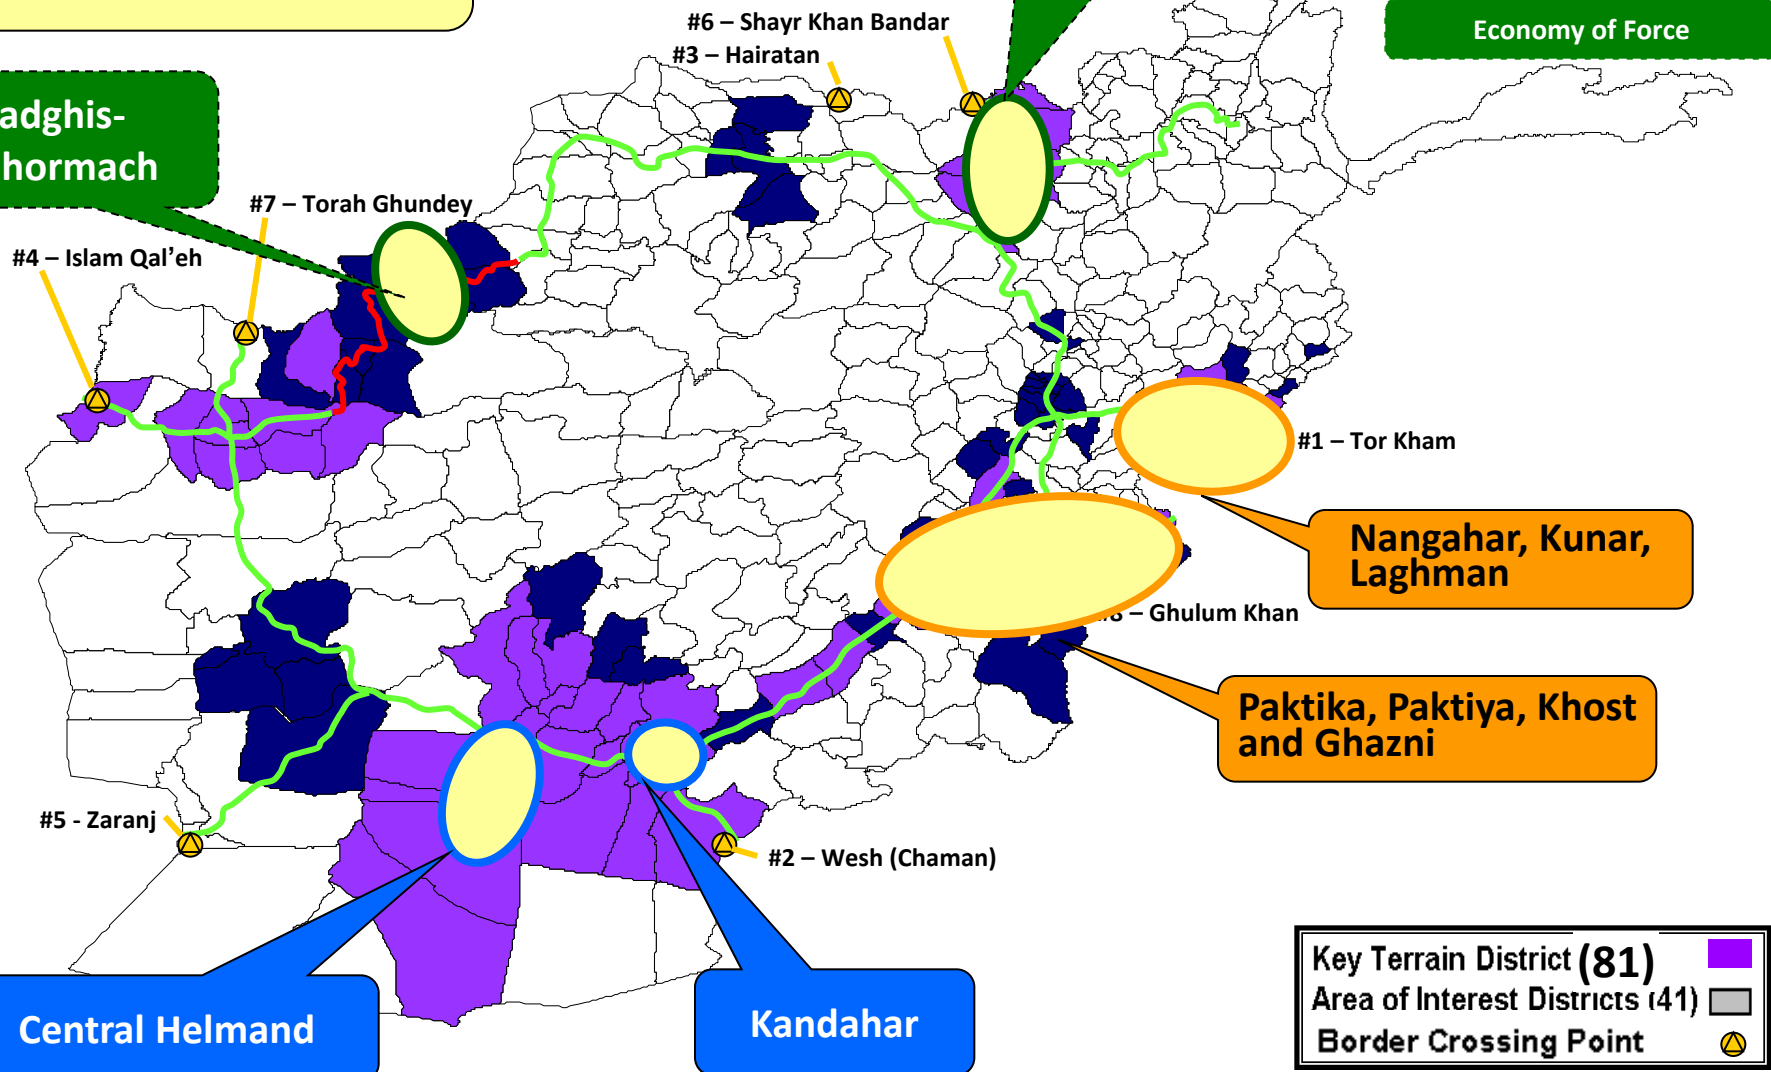 #6 – Shayr Khan Bandar
#3 – Hairatan
Economy of Force
adghis-
hormach
#7 – Torah Ghundey
#4 – Islam Qal’eh
#1 – Tor Kham
Nangahar, Kunar,
Laghman
8 – Ghulum Khan
Paktika, Paktiya, Khost
and Ghazni
#5 - Zaranj
#2 – Wesh (Chaman)
Central Helmand
Kandahar
Key Terrain District (81)
Area of Interest Districts (41)
Border Crossing Point